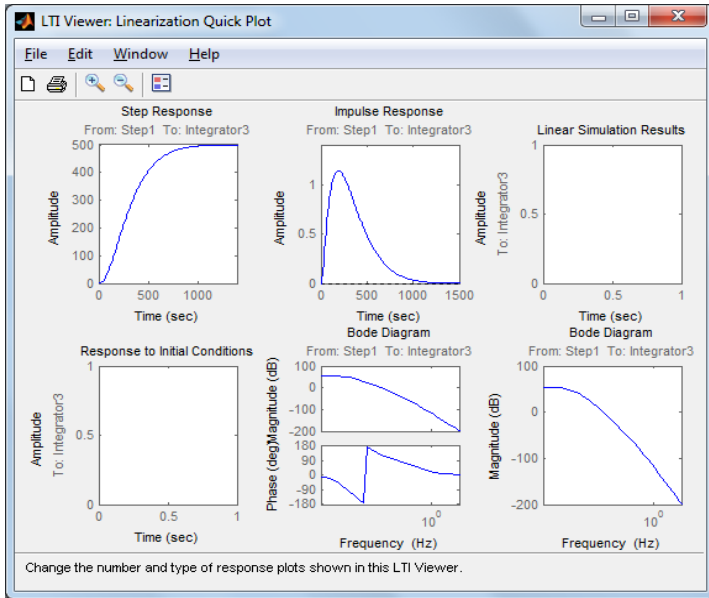 LTI Viewer: Linearization Quick Plot
File Edit Window Help
Step Response
From: Step1 To: Integrator3
Amplitude
500
400
300
200
100
0
0 500 1000
Time (sec)
Impulse Response
From: Step1 To: Integrator3
Amplitude
1
0.5
0
0 500 1000 1500
Time (sec)
Linear Simulation Results
Amplitude
To: Integrator3
1
0.5
0
0 0.5 1
Time (sec)
Response to Initial Conditions
Amplitude
To: Integrator3
1
0.5
0
0 0.5 1
Time (sec)
Bode Diagram
From: Step1 To: Integrator3
Magnitude (dB)
100
0
-100
-200
Phase (deg)
180
90
0
-90
-180
10^0
Frequency (Hz)
Bode Diagram
From: Step1 To: Integrator3
Magnitude (dB)
100
0
-100
-200
10^0
Frequency (Hz)
Change the number and type of response plots shown in this LTI Viewer.